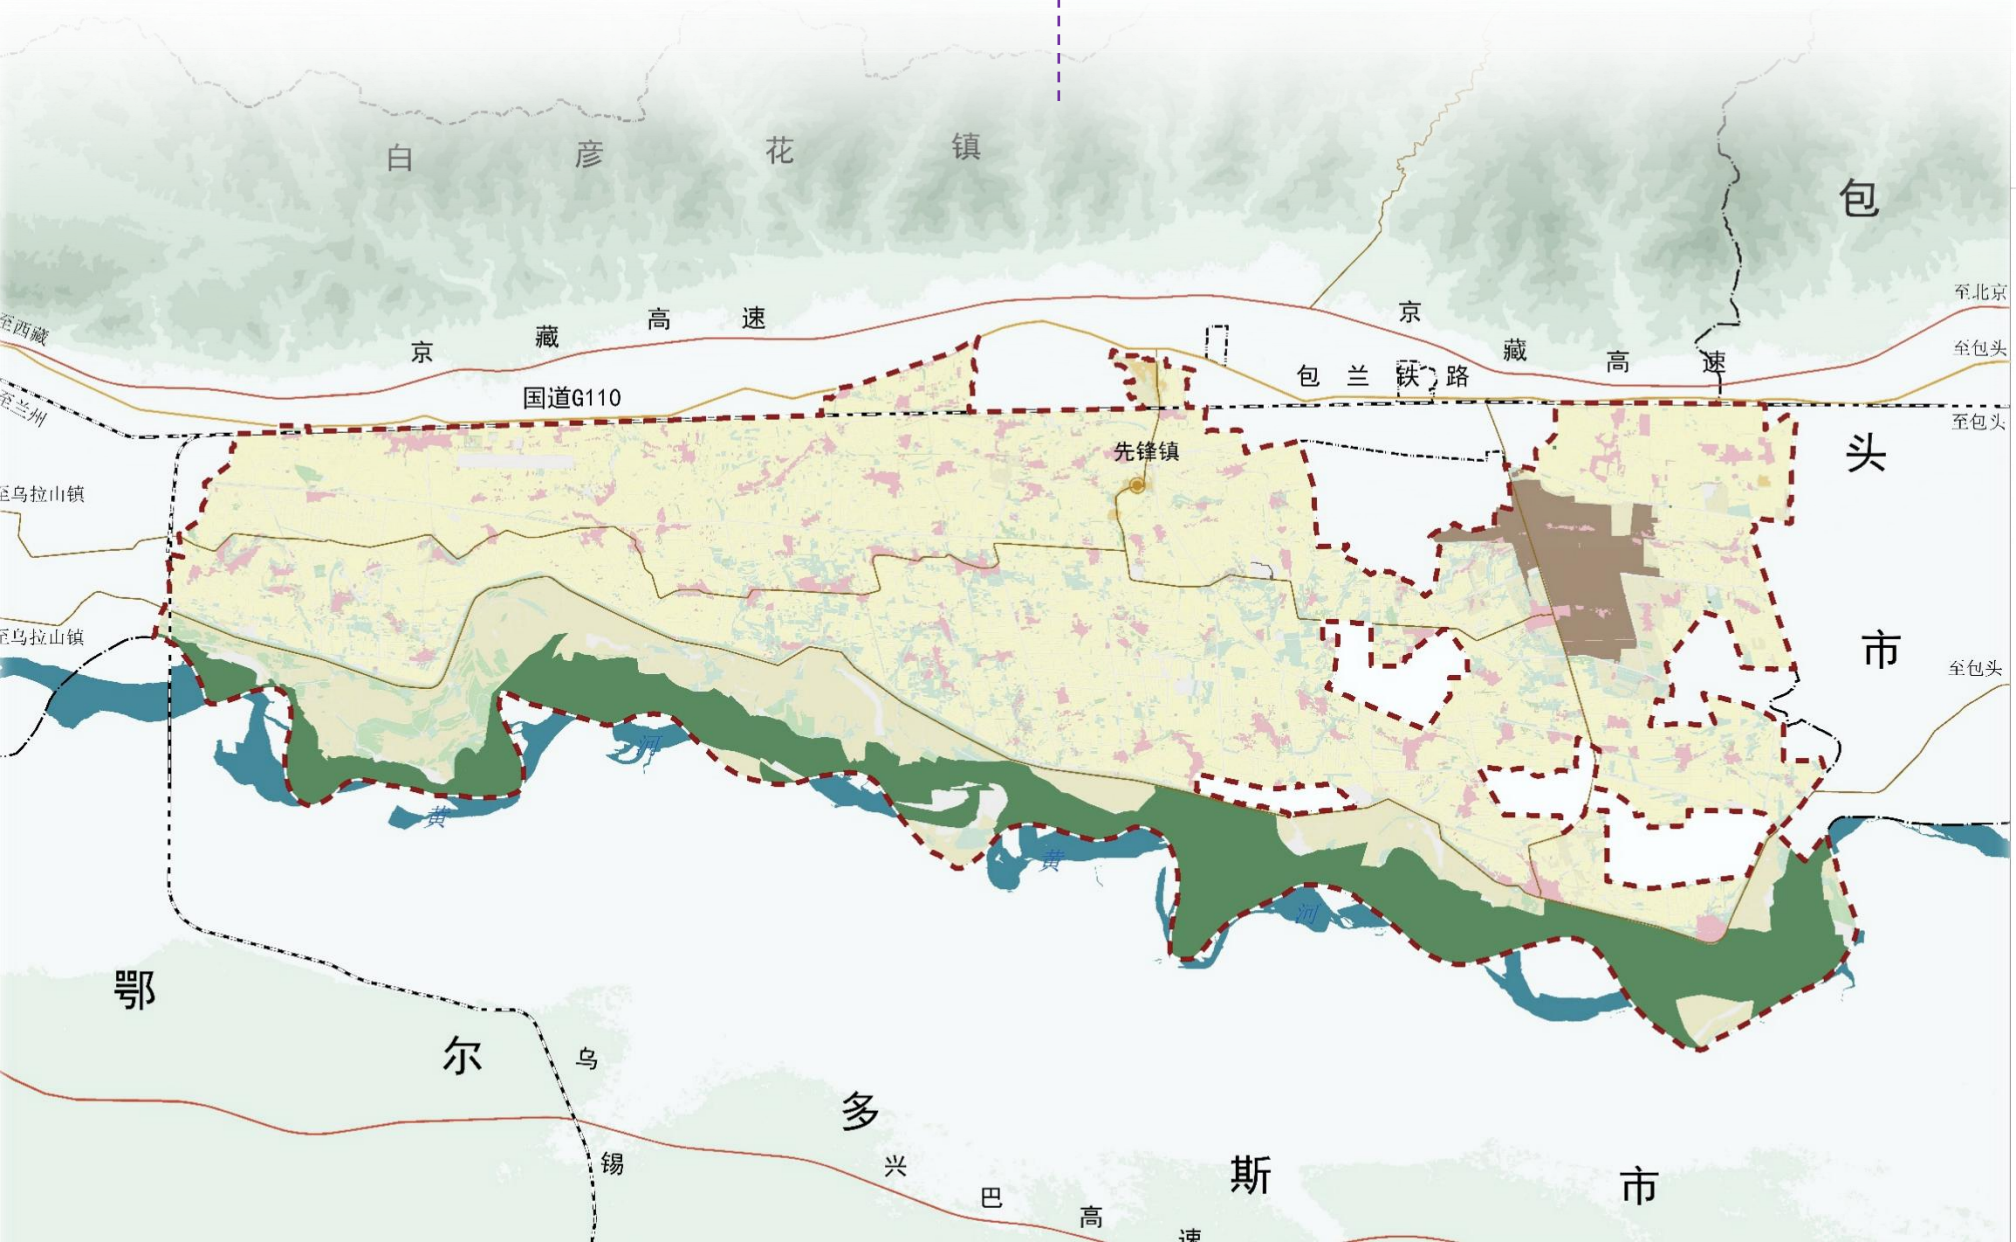 白彦花镇
包头市
京藏高速
京藏高速
至西藏
至北京
至包头
国道G110
包兰铁路
至兰州
至包头
先锋镇
至乌拉山镇
至乌拉山镇
至包头
黄河
黄河
鄂尔多斯市
乌锡
兴巴高速